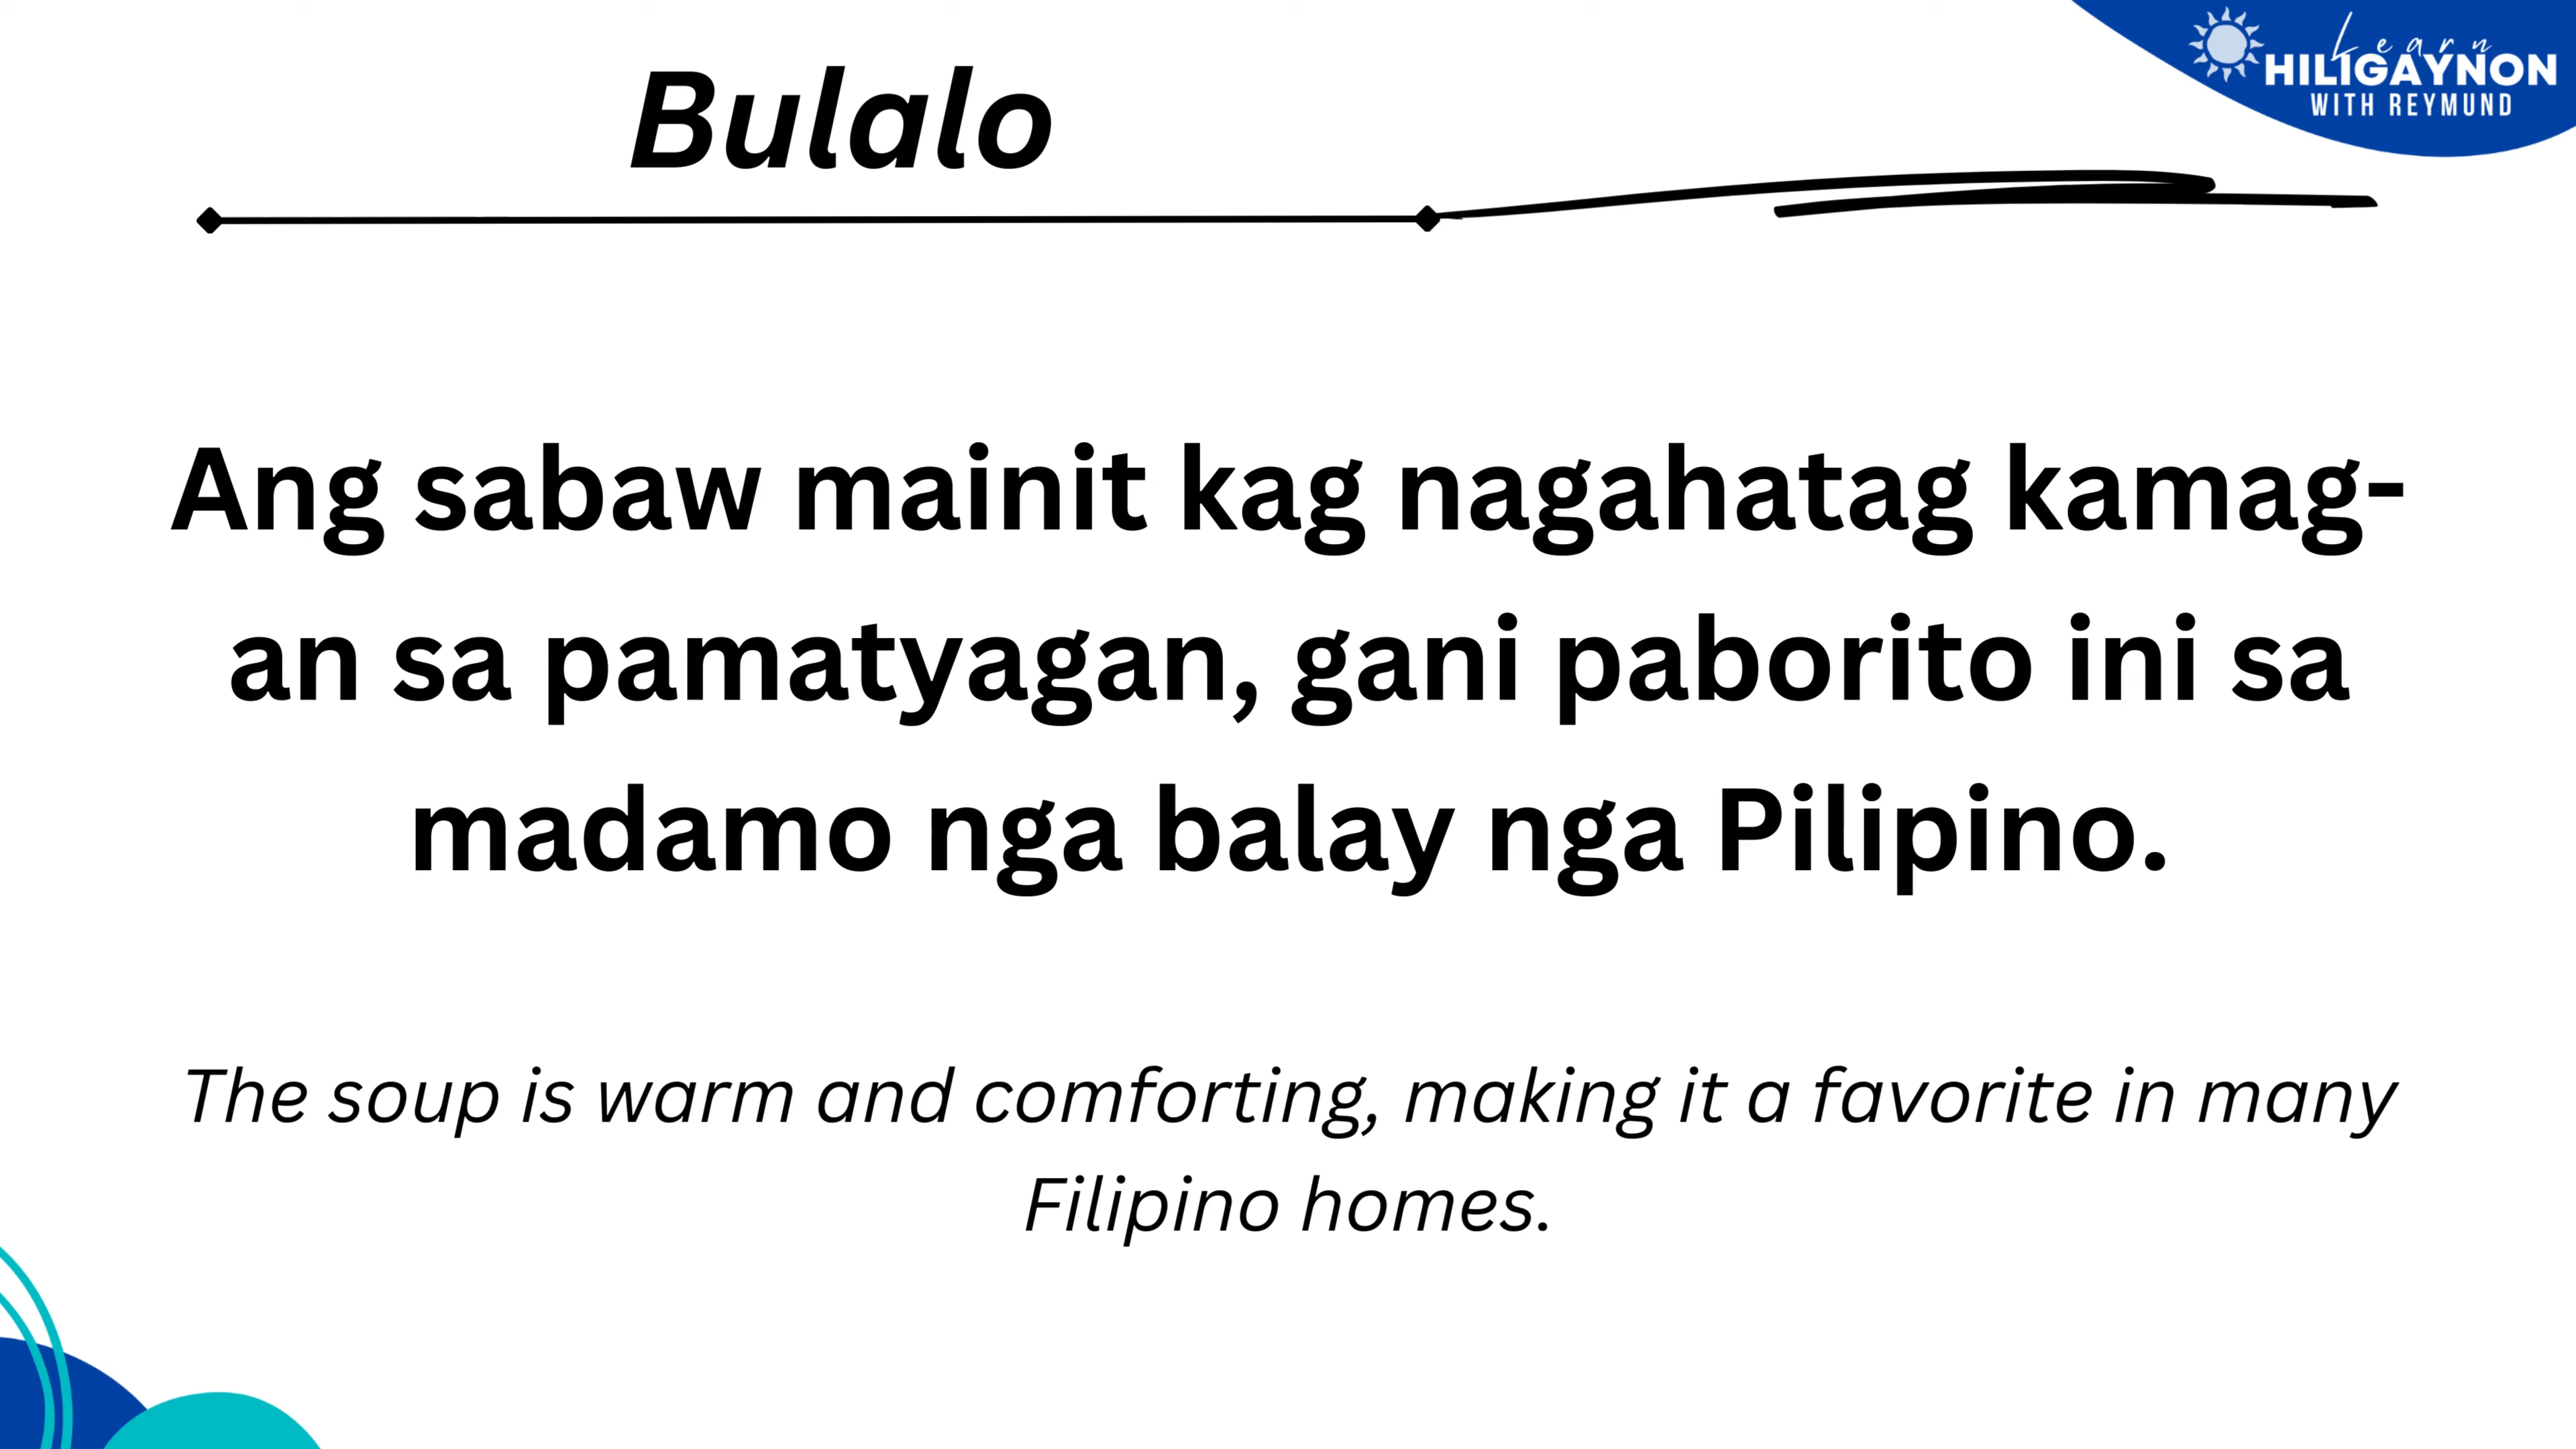 Learn
HILIGAYNON
WITH REYMUND
Bulalo
Ang sabaw mainit kag nagahatag kamag-
an sa pamatyagan, gani paborito ini sa
madamo nga balay nga Pilipino.
The soup is warm and comforting, making it a favorite in many
Filipino homes.